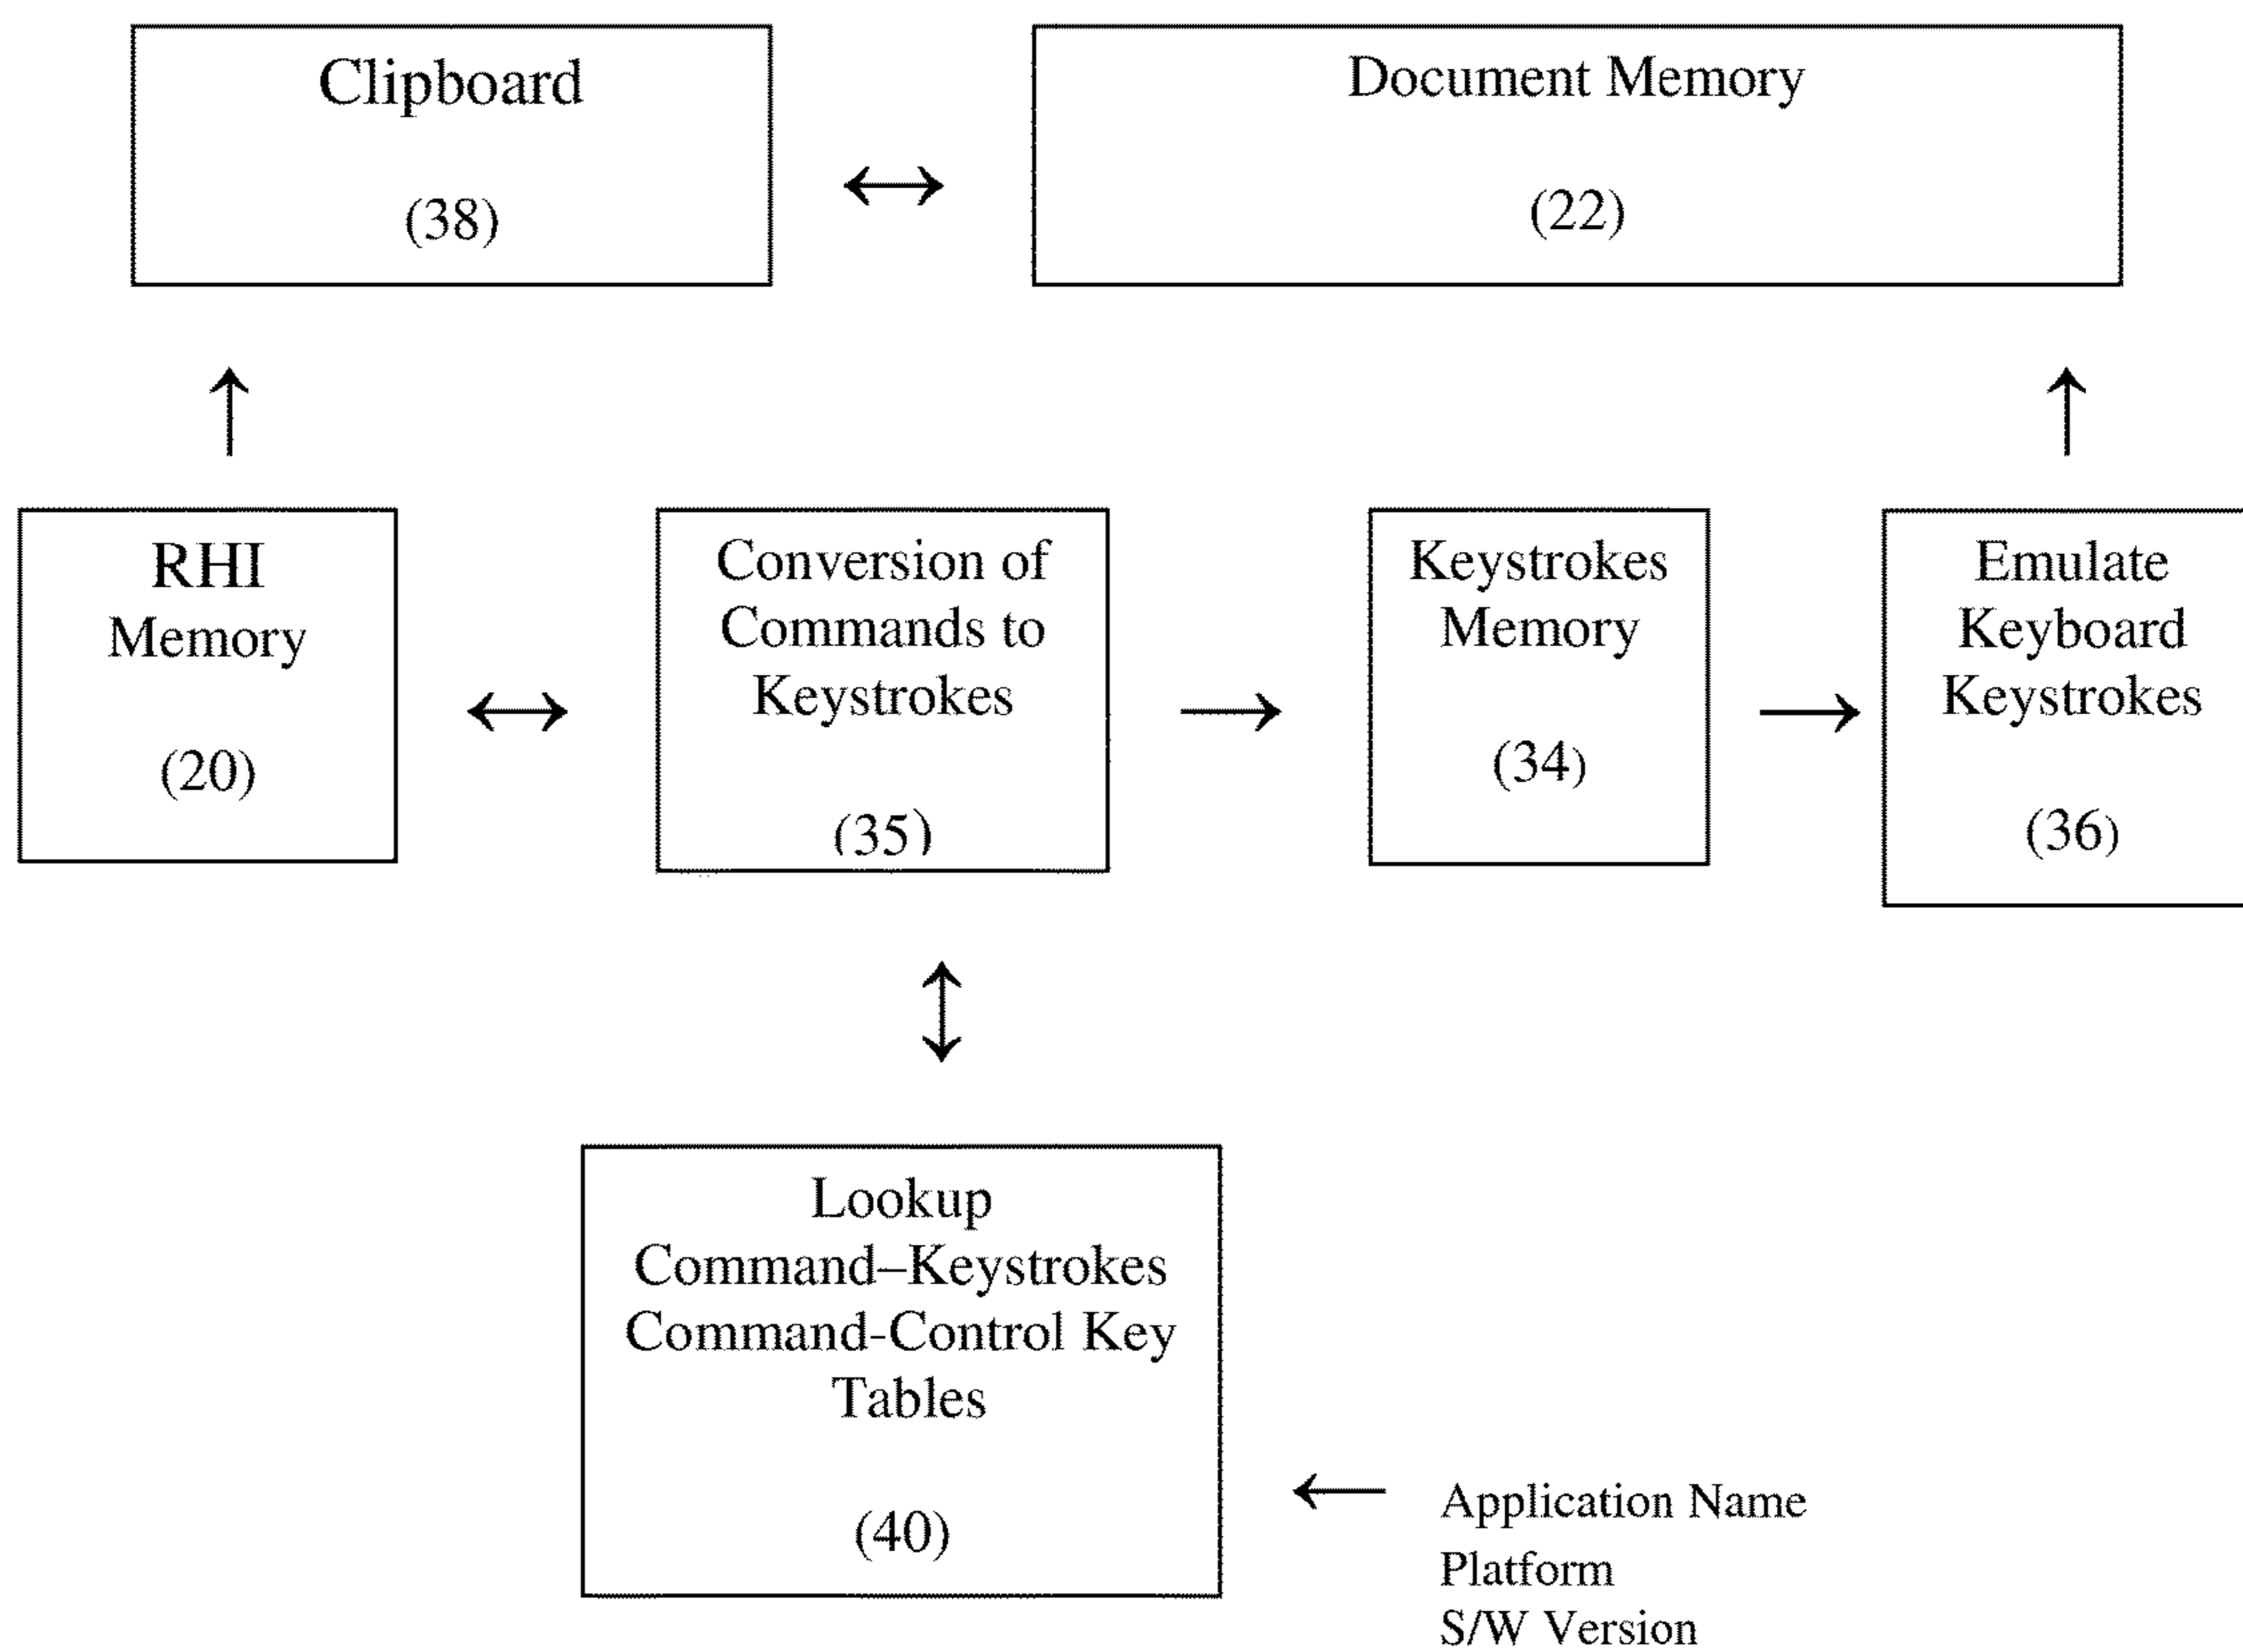 Clipboard
(38)
Document Memory
(22)
RHI
Memory
(20)
Conversion of
Commands to
Keystrokes
(35)
Keystrokes
Memory
(34)
Emulate
Keyboard
Keystrokes
(36)
Lookup
Command–Keystrokes
Command-Control Key
Tables
(40)
Application Name
Platform
S/W Version